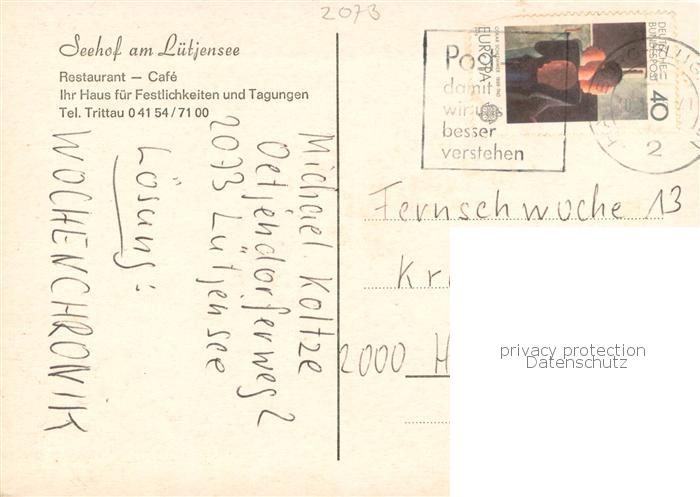 2073
Seehof am Lütjensee
Restaurant — Café
Ihr Haus für Festlichkeiten und Tagungen
Tel. Trittau 0 41 54 / 71 00
Michael Koltze
Oetjendorferweg 2
2073 Lütjensee
Lösung:
WOCHENCHRONIK
damit
wir uns
besser
verstehen
EUROPA
DEUTSCHE
BUNDESPOST
40
2
Fernsehwoche 13
2000 H
privacy protection
Datenschutz